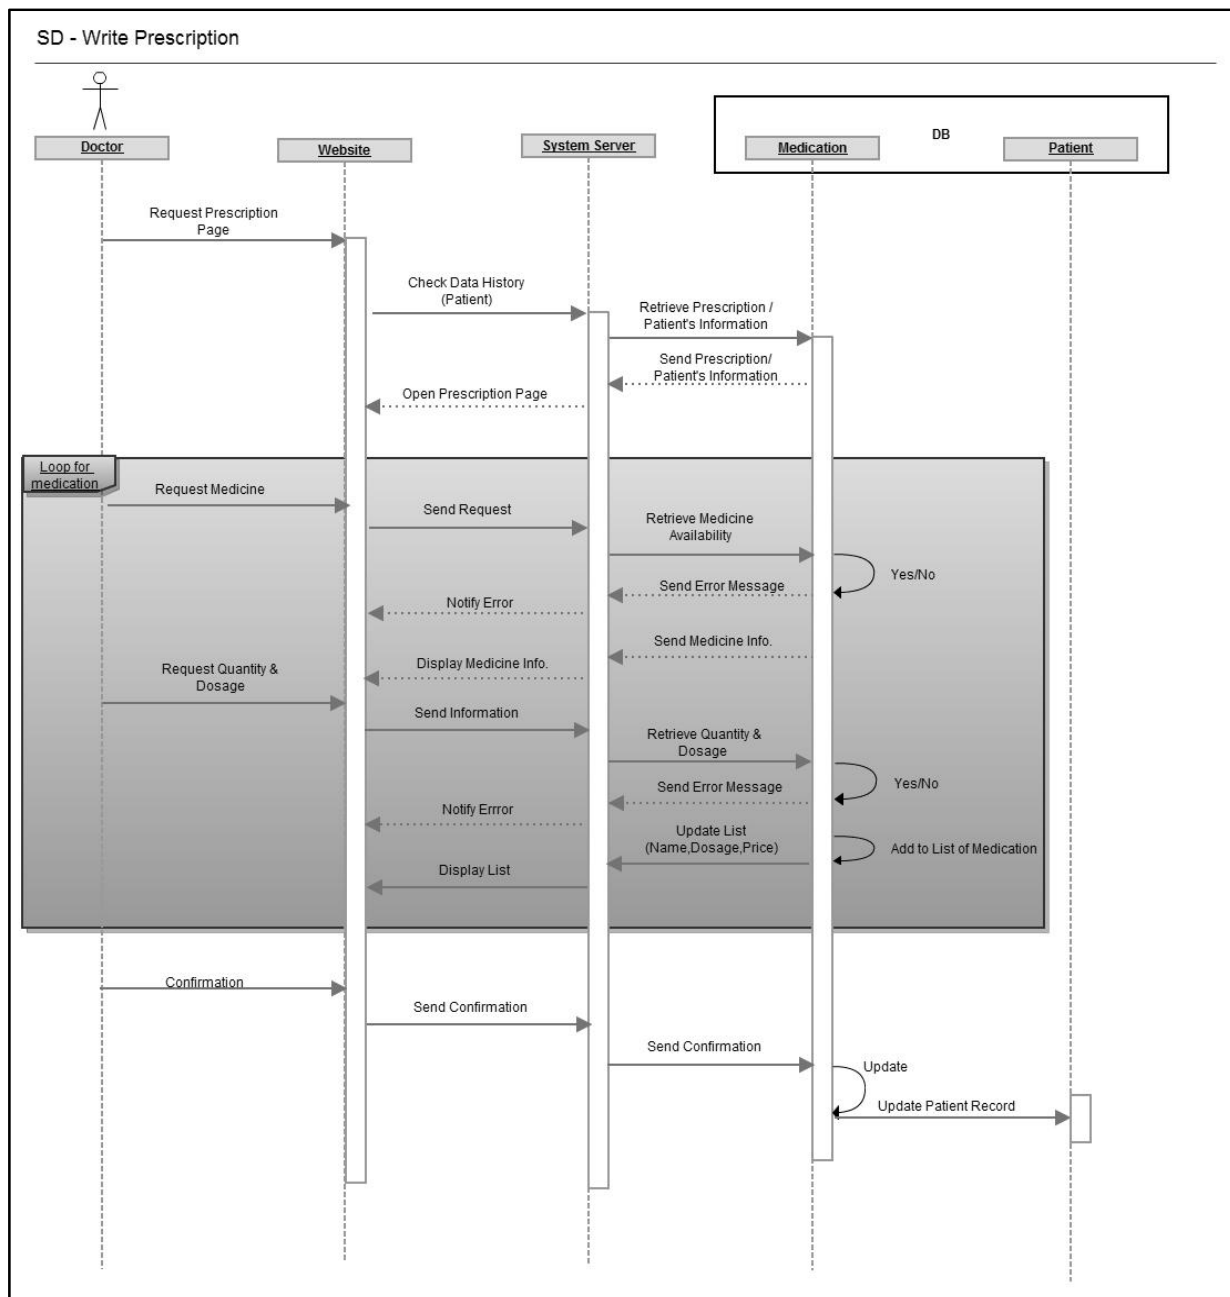 SD - Write Prescription
DB
Doctor
Website
System Server
Medication
Patient
Request Prescription
Page
Check Data History
(Patient)
Retrieve Prescription /
Patient's Information
Send Prescription/
Patient's Information
Open Prescription Page
Loop for
medication
Request Medicine
Send Request
Retrieve Medicine
Availability
Yes/No
Send Error Message
Notify Error
Send Medicine Info.
Display Medicine Info.
Request Quantity &
Dosage
Send Information
Retrieve Quantity &
Dosage
Yes/No
Send Error Message
Notify Errror
Update List
(Name,Dosage,Price)
Add to List of Medication
Display List
Confirmation
Send Confirmation
Send Confirmation
Update
Update Patient Record